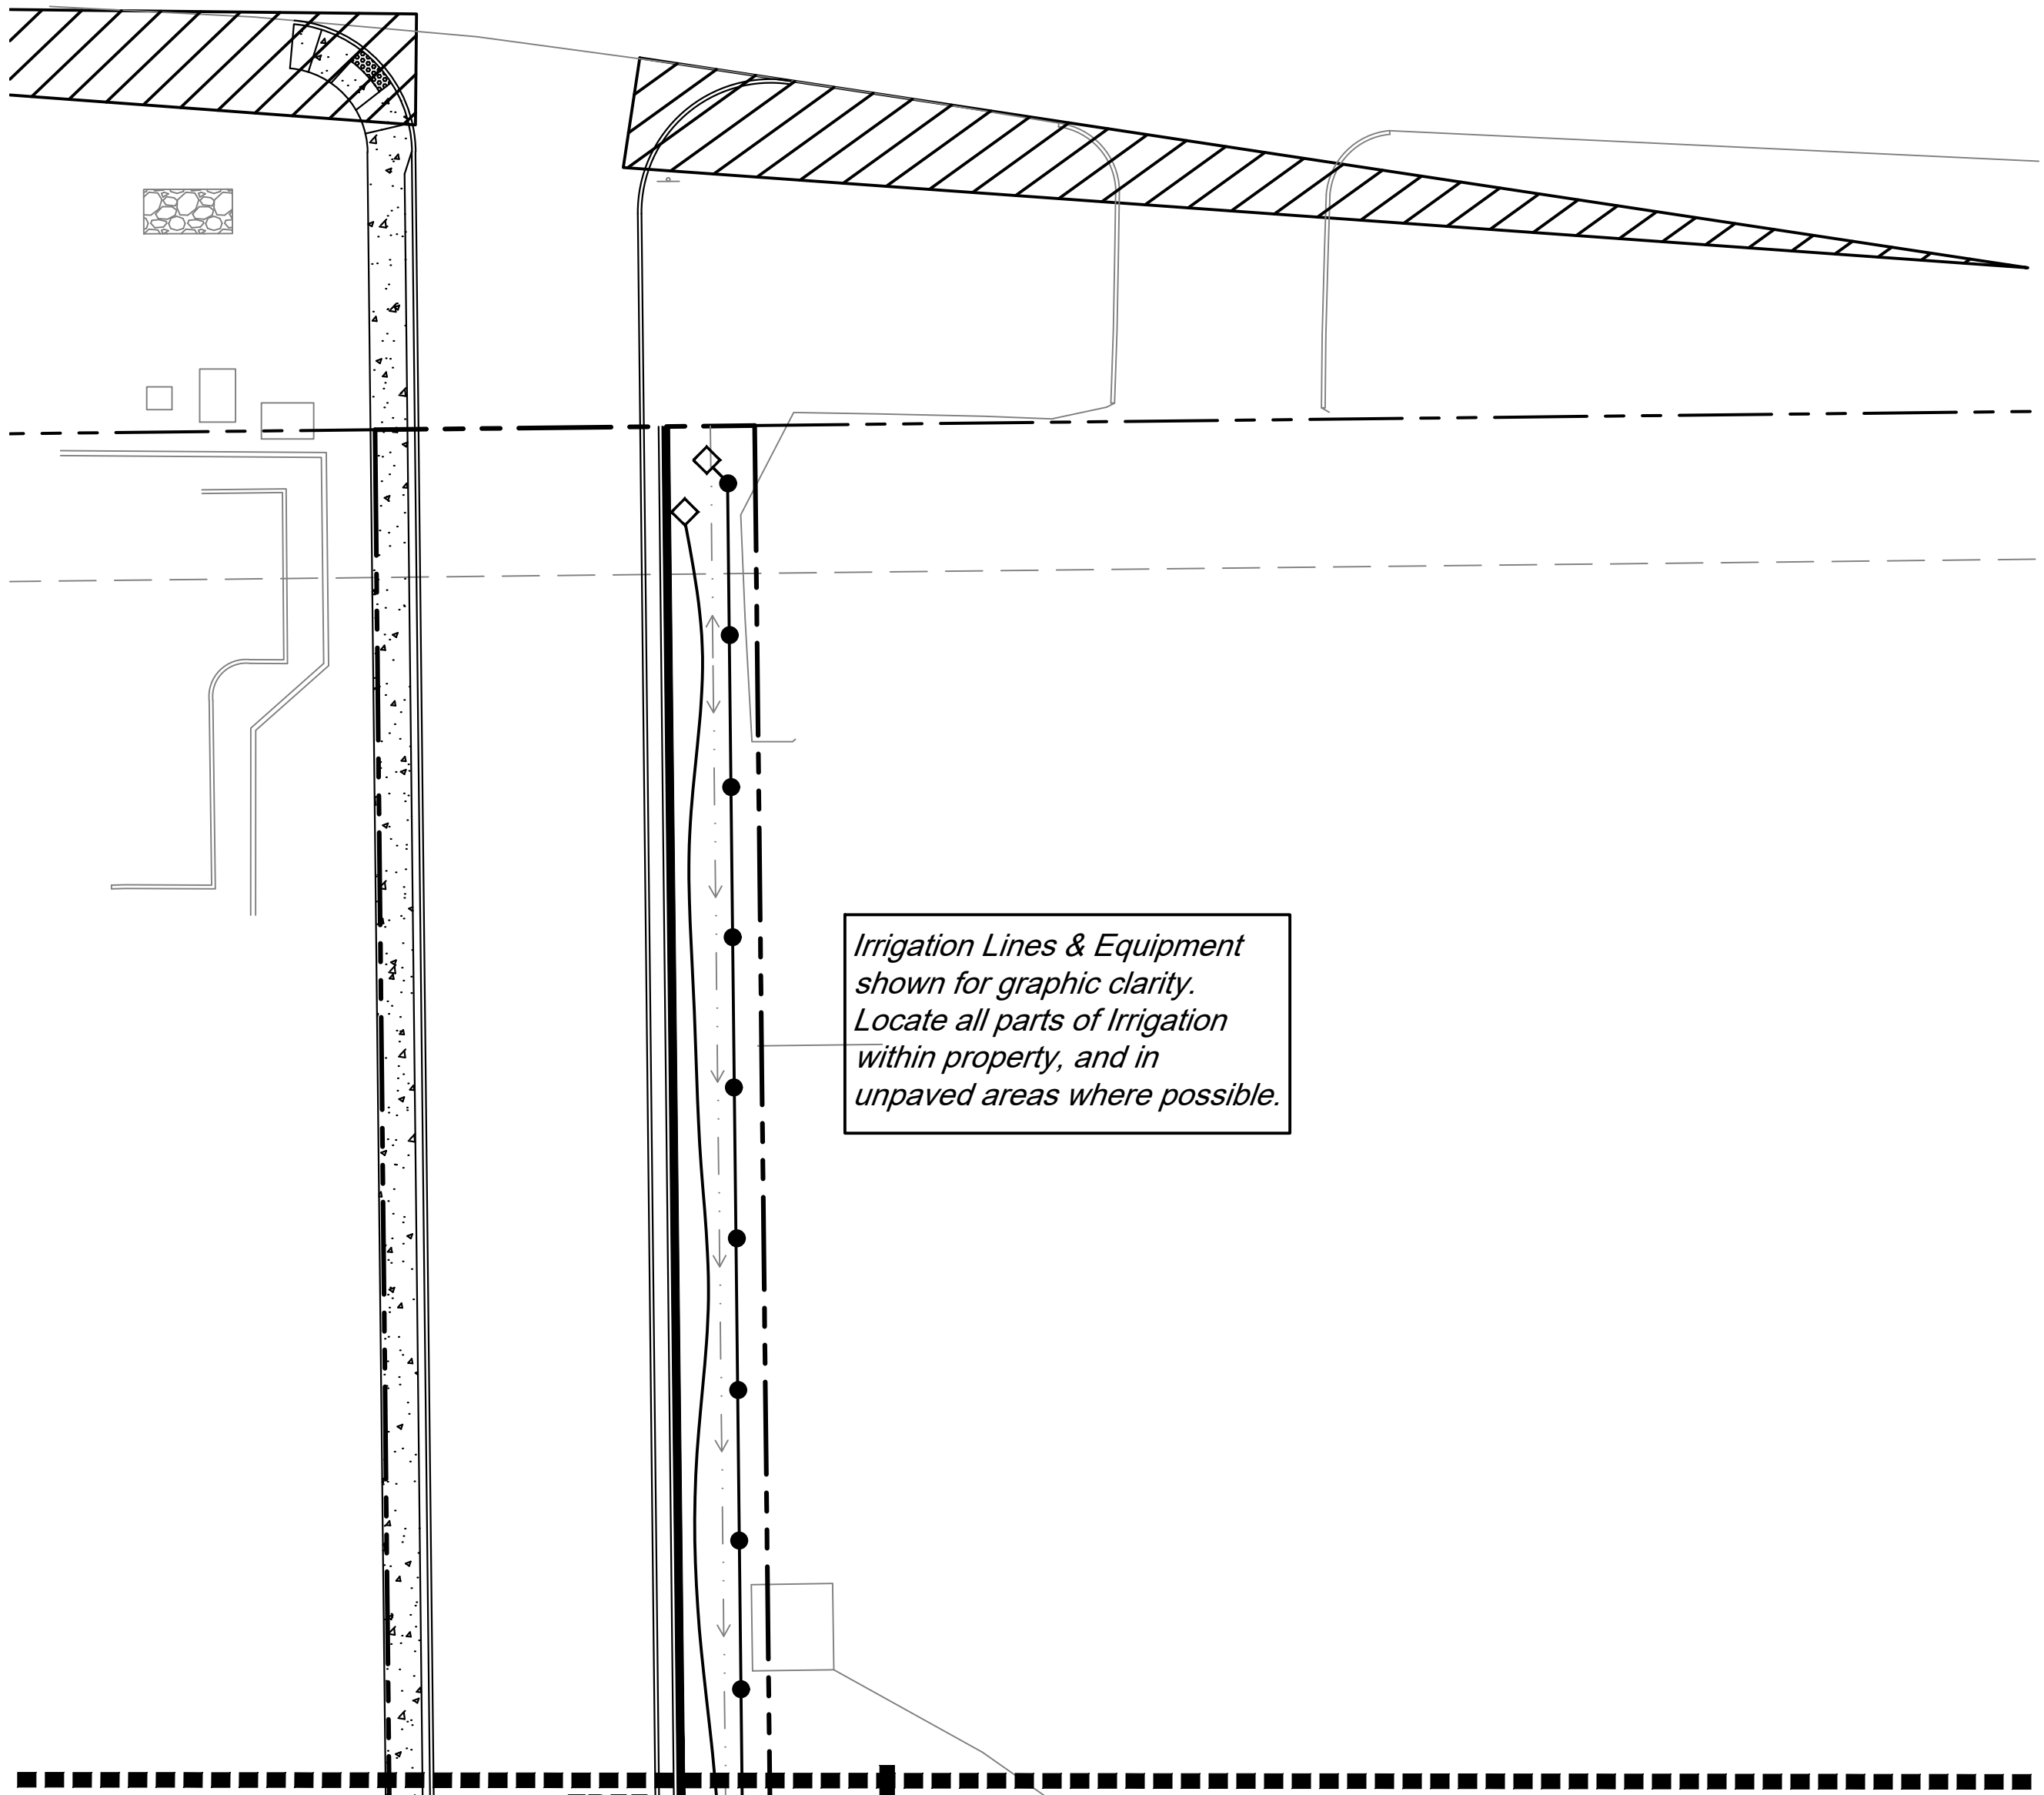 Irrigation Lines & Equipment
shown for graphic clarity.
Locate all parts of Irrigation
within property, and in
unpaved areas where possible.